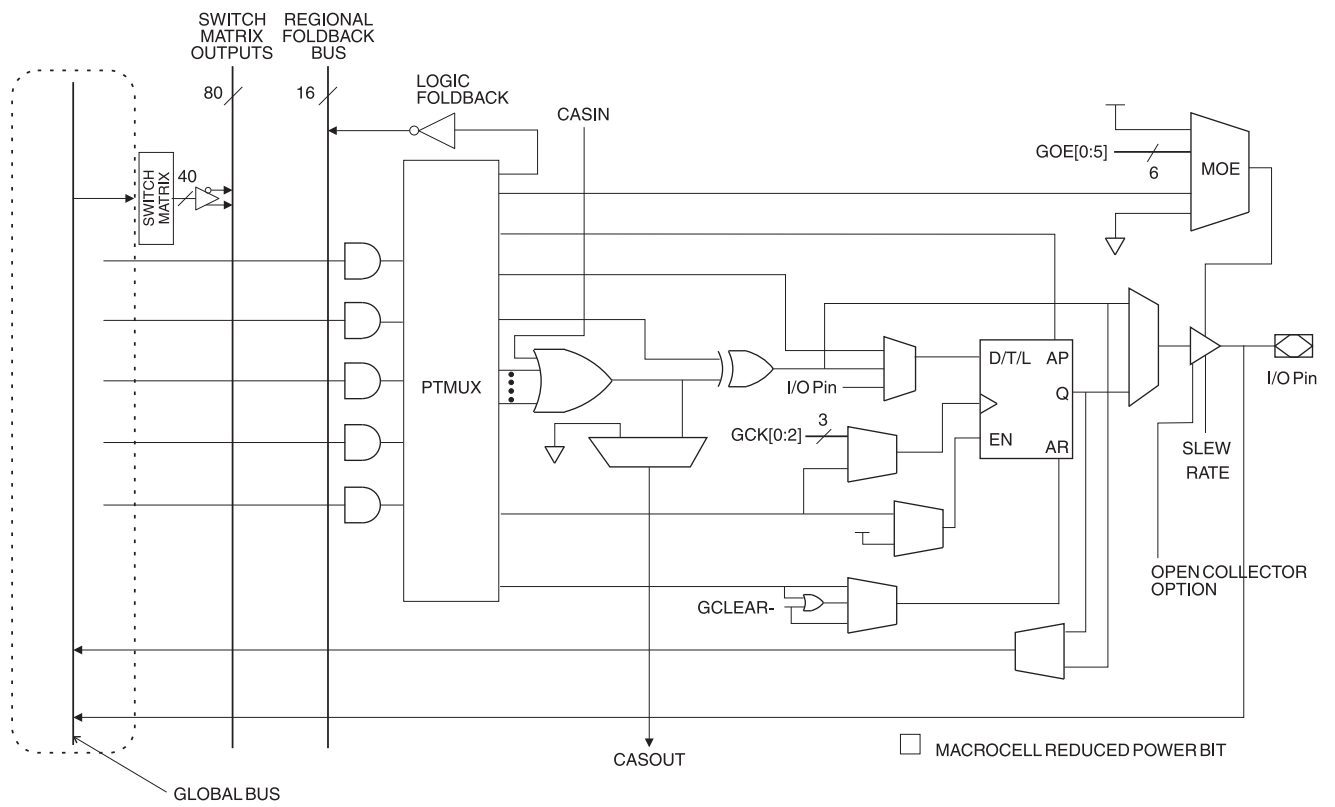 SWITCH
MATRIX
OUTPUTS
REGIONAL
FOLDBACK
BUS
80
16
LOGIC
FOLDBACK
CASIN
GOE[0:5]
6
MOE
SWITCH
MATRIX
40
PTMUX
I/O Pin
D/T/L
AP
Q
EN
AR
I/O Pin
GCK[0:2]
3
SLEW
RATE
OPEN COLLECTOR
OPTION
GCLEAR-
CASOUT
MACROCELL REDUCED POWER BIT
GLOBAL BUS